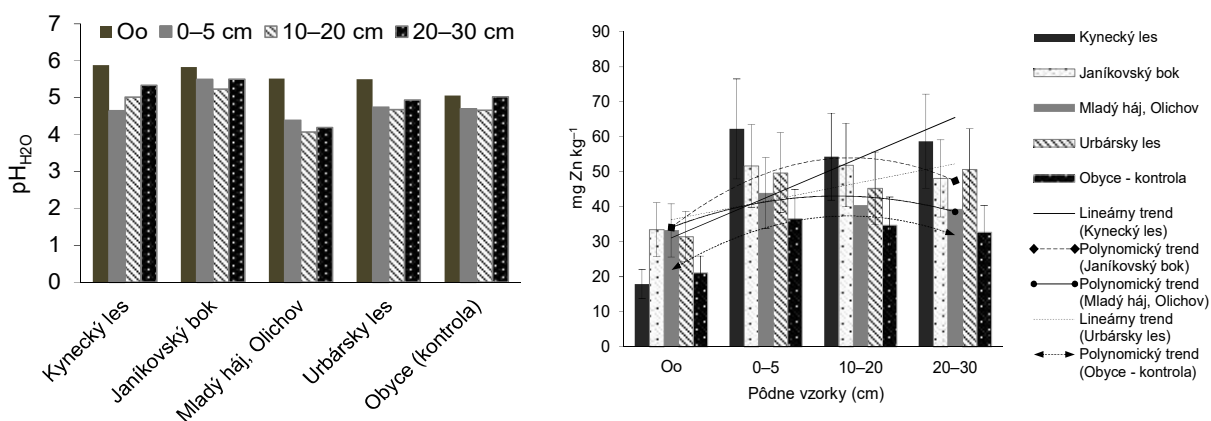 7
6
5
4
3
2
1
0
pHH2O
Oo
0–5 cm
10–20 cm
20–30 cm
Kynecký les
Janíkovský bok
Mladý háj, Olichov
Urbársky les
Obyce (kontrola)
90
80
70
60
50
40
30
20
10
0
mg Zn kg⁻¹
Oo
0–5
10–20
20–30
Pôdne vzorky (cm)
Kynecký les
Janíkovský bok
Mladý háj, Olichov
Urbársky les
Obyce - kontrola
Lineárny trend
(Kynecký les)
Polynomický trend
(Janíkovský bok)
Polynomický trend
(Mladý háj, Olichov)
Lineárny trend
(Urbársky les)
Polynomický trend
(Obyce - kontrola)